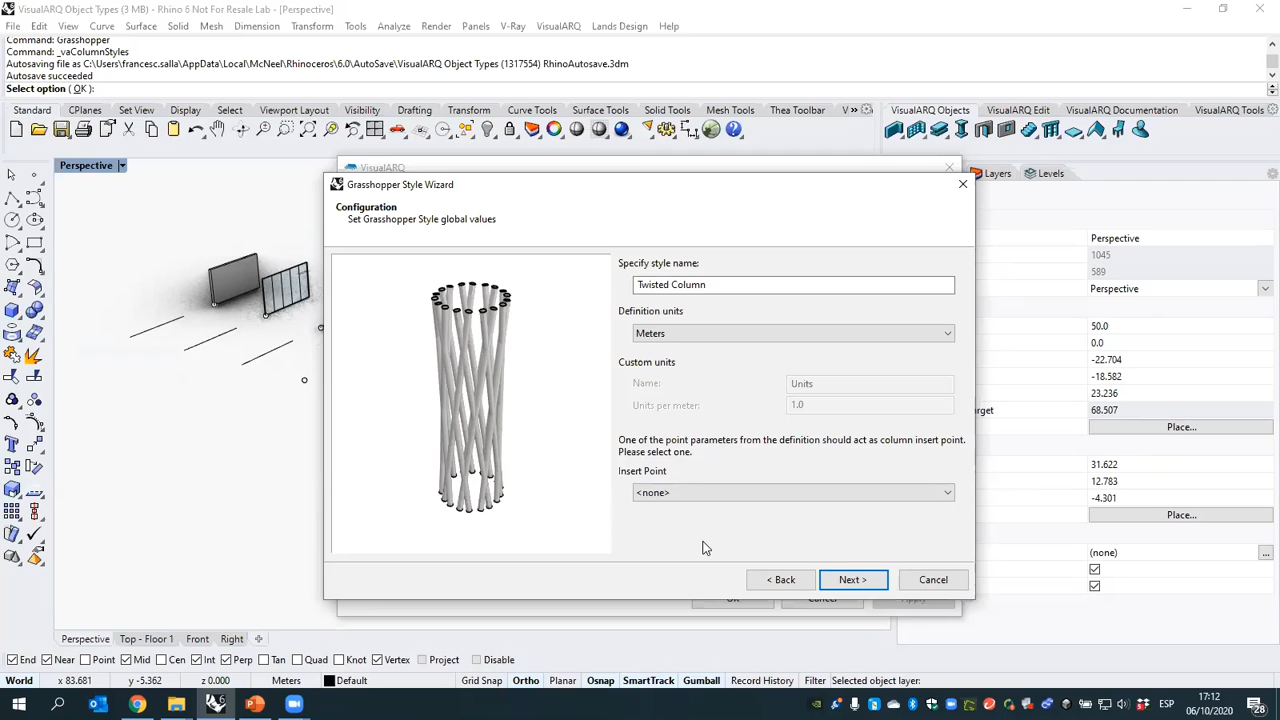 VisualARQ Object Types (3 MB) - Rhino 6 Not For Resale Lab - [Perspective]
File Edit View Curve Surface Solid Mesh Dimension Transform Tools Analyze Render Panels V-Ray VisualARQ Lands Design Help
Command: Grasshopper
Command: _vaColumnStyles
Autosaving file as C:\Users\francesc.salla\AppData\Local\McNeel\Rhinoceros\6.0\AutoSave\VisualARQ Object Types (1317554) RhinoAutosave.3dm
Autosave succeeded
Select option ( OK ):
Standard CPlanes Set View Display Select Viewport Layout Visibility Drafting Transform Curve Tools Surface Tools Solid Tools Mesh Tools Thea Toolbar V »
VisualARQ Objects VisualARQ Edit VisualARQ Documentation VisualARQ Tools
Perspective
VisualARQ
Layers Levels
Grasshopper Style Wizard
Configuration
Set Grasshopper Style global values
Specify style name:
Twisted Column
Definition units
Meters
Custom units
Name: Units
Units per meter: 1.0
One of the point parameters from the definition should act as column insert point.
Please select one.
Insert Point
<none>
< Back Next > Cancel
Perspective
1045
589
Perspective
50.0
0.0
-22.704
-18.582
23.236
68.507
Place...
31.622
12.783
-4.301
Place...
(none) ...
Perspective Top - Floor 1 Front Right
End Near Point Mid Cen Int Perp Tan Quad Knot Vertex Project Disable
World x 83.681 y -5.362 z 0.000 Meters Default Grid Snap Ortho Planar Osnap SmartTrack Gumball Record History Filter Selected object layer:
ESP
17:12
06/10/2020
28